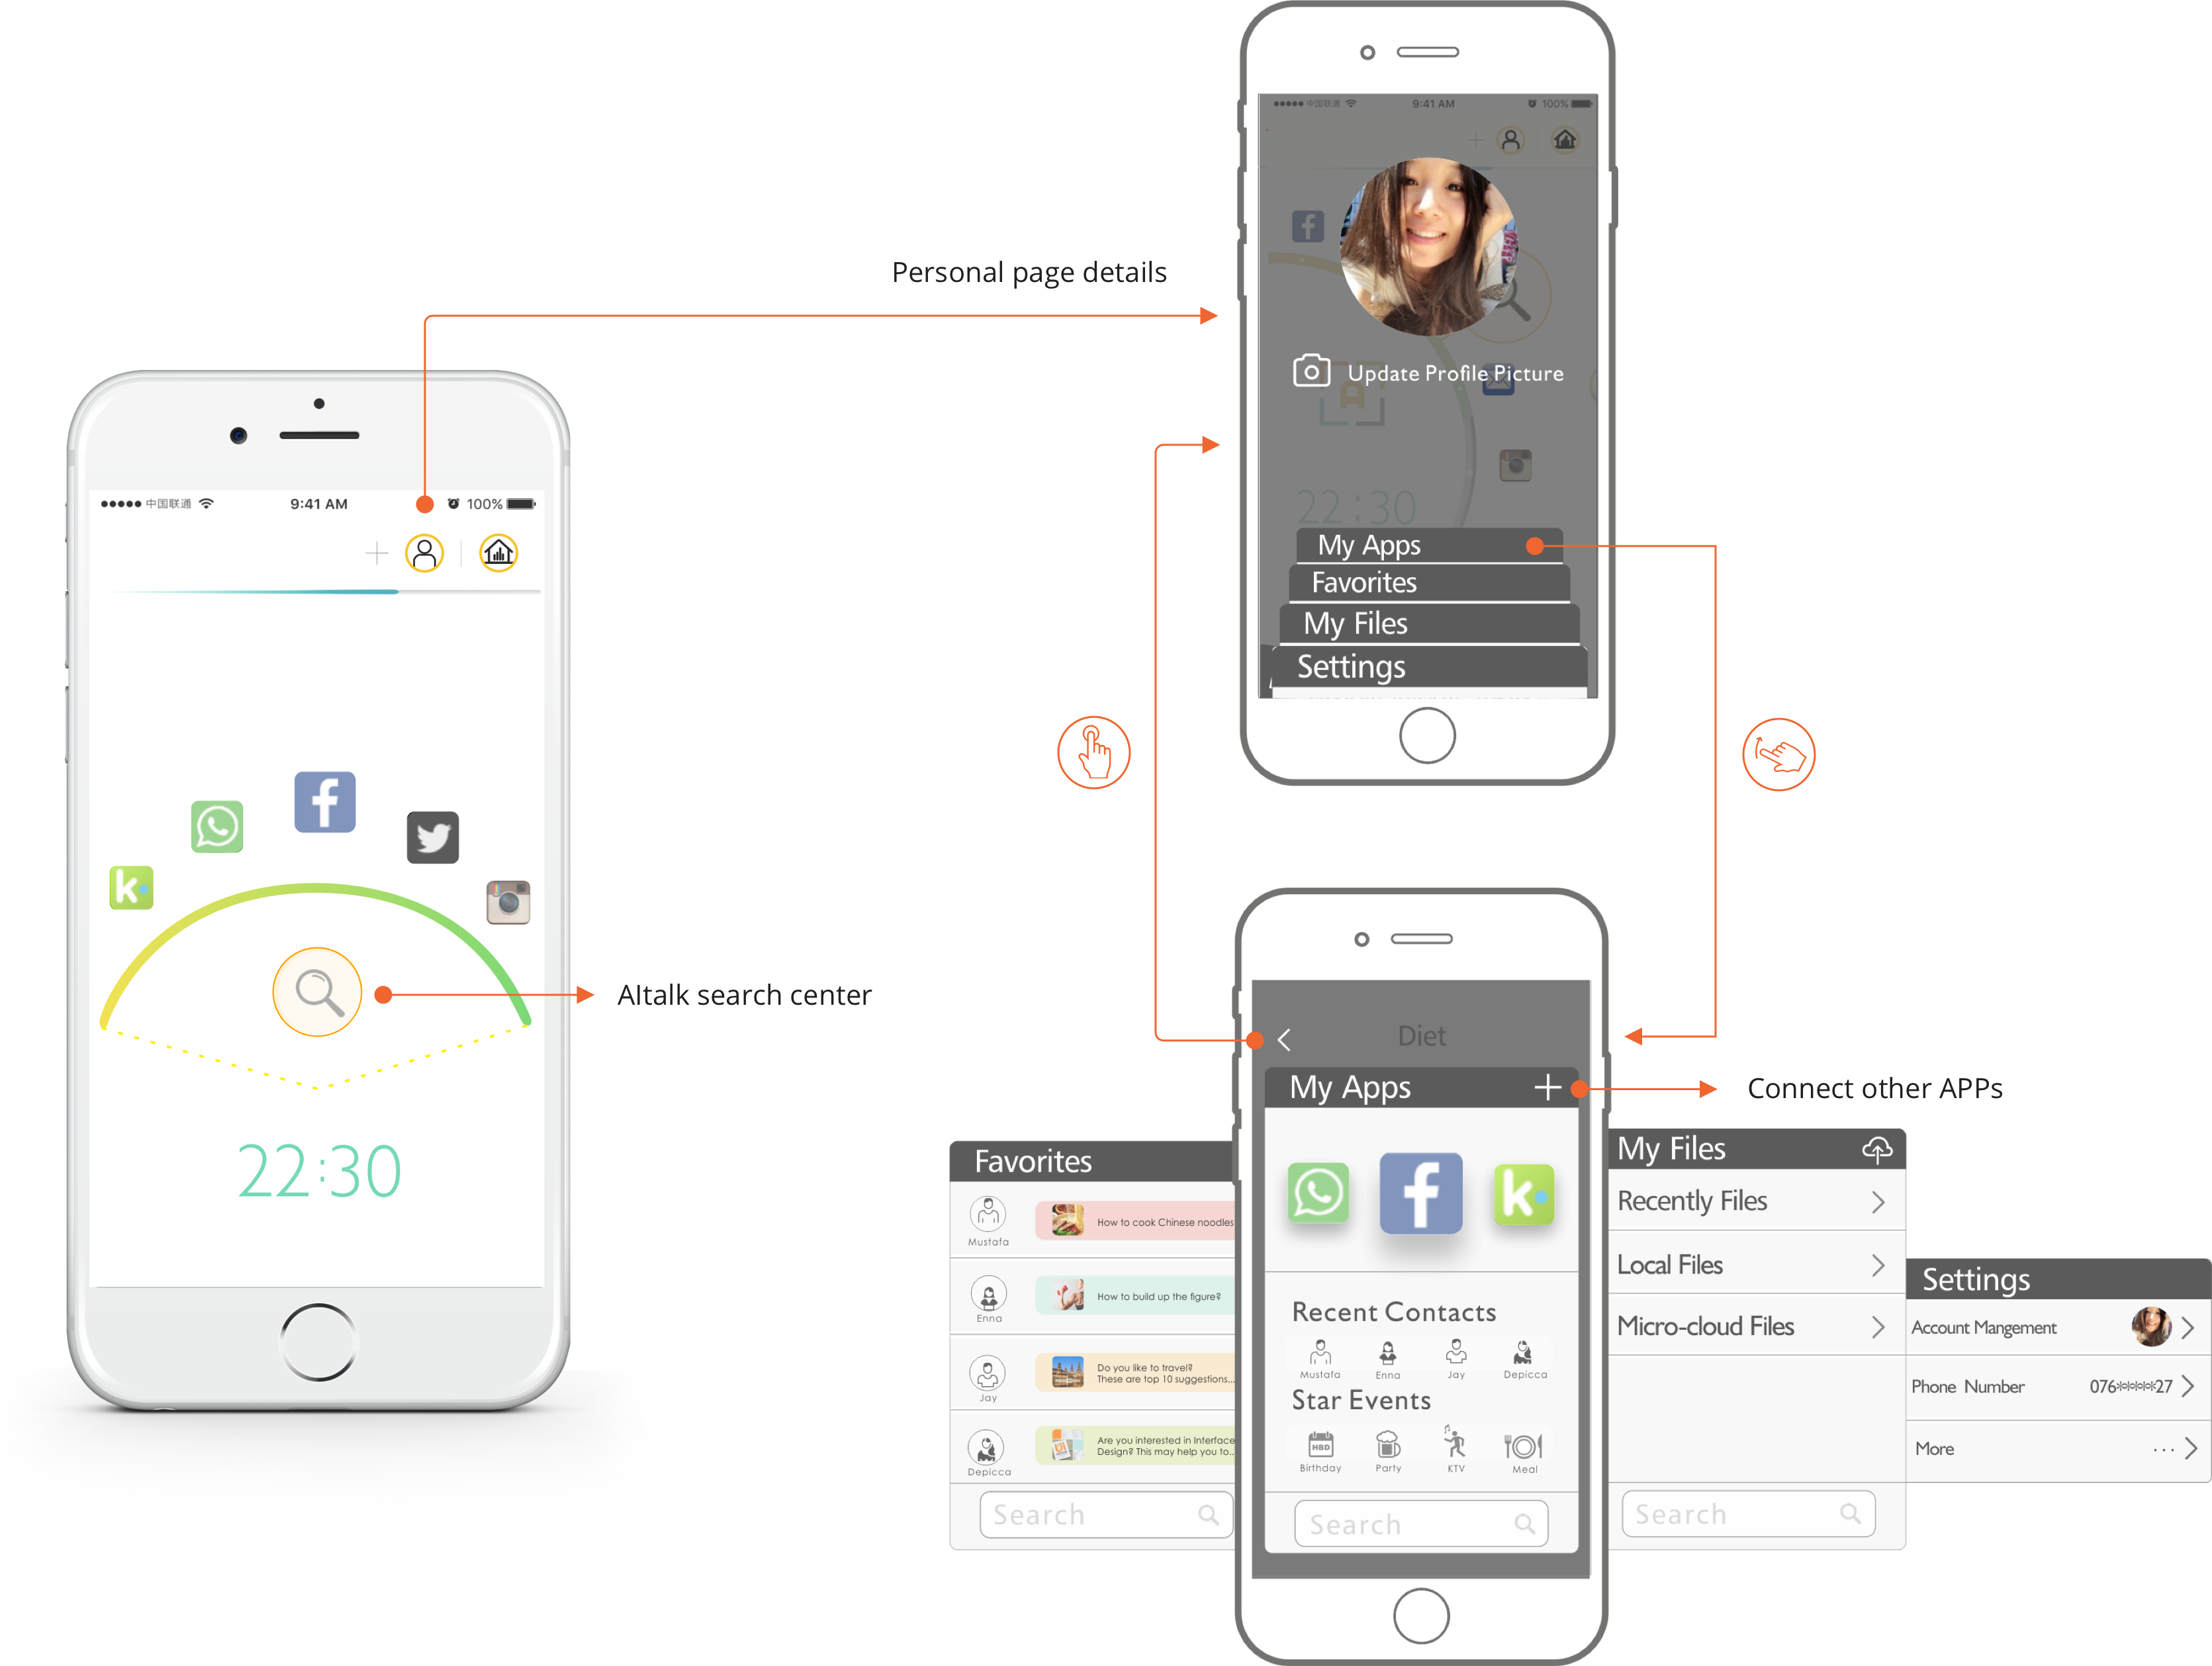 Personal page details
中国联通
9:41 AM
100%
22:30
AItalk search center
中国联通
9:41 AM
100%
Update Profile Picture
22:30
My Apps
Favorites
My Files
Settings
Diet
My Apps
Connect other APPs
Recent Contacts
Mustafa
Enna
Jay
Depicca
Star Events
HBD
Birthday
Party
KTV
Meal
Search
Favorites
Mustafa
How to cook Chinese noodles
Enna
How to build up the figure?
Jay
Do you like to travel?
These are top 10 suggestions...
Depicca
Are you interested in Interface
Design? This may help you to..
Search
My Files
Recently Files
Local Files
Micro-cloud Files
Search
Settings
Account Mangement
Phone Number
076*****27
More
...